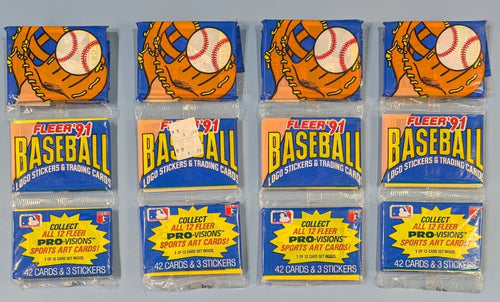 FLEER '91
BASEBALL
LOGO STICKERS & TRADING CARDS
FLEER '91
BASEBALL
LOGO STICKERS & TRADING CARDS
FLEER '91
BASEBALL
LOGO STICKERS & TRADING CARDS
FLEER '91
BASEBALL
LOGO STICKERS & TRADING CARDS
COLLECT
ALL 12 FLEER
PRO-VISIONS™
SPORTS ART CARDS!
1 OF 12 CARD SET INSIDE.
42 CARDS & 3 STICKERS
COLLECT
ALL 12 FLEER
PRO-VISIONS™
SPORTS ART CARDS!
1 OF 12 CARD SET INSIDE.
42 CARDS & 3 STICKERS
COLLECT
ALL 12 FLEER
PRO-VISIONS™
SPORTS ART CARDS!
1 OF 12 CARD SET INSIDE.
42 CARDS & 3 STICKERS
COLLECT
ALL 12 FLEER
PRO-VISIONS™
SPORTS ART CARDS!
1 OF 12 CARD SET INSIDE.
42 CARDS & 3 STICKERS